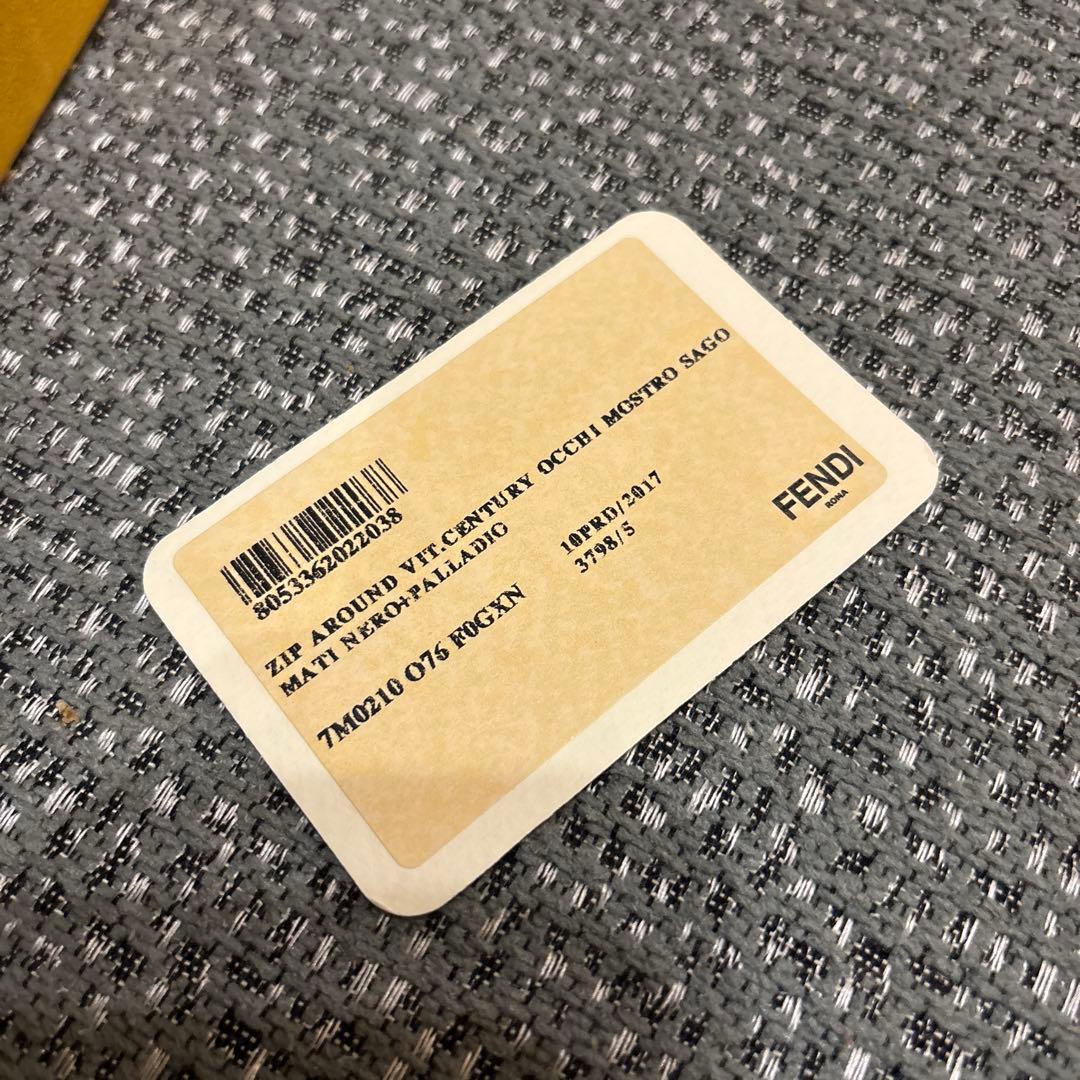 8053362022038
ZIP AROUND VIT.CENTURY OCCHI MOSTRO SAGO
MATI NERO+PALLADIO
10PRD/2017
7M0210 O76 F0GXN
3798/5
FENDI
ROMA